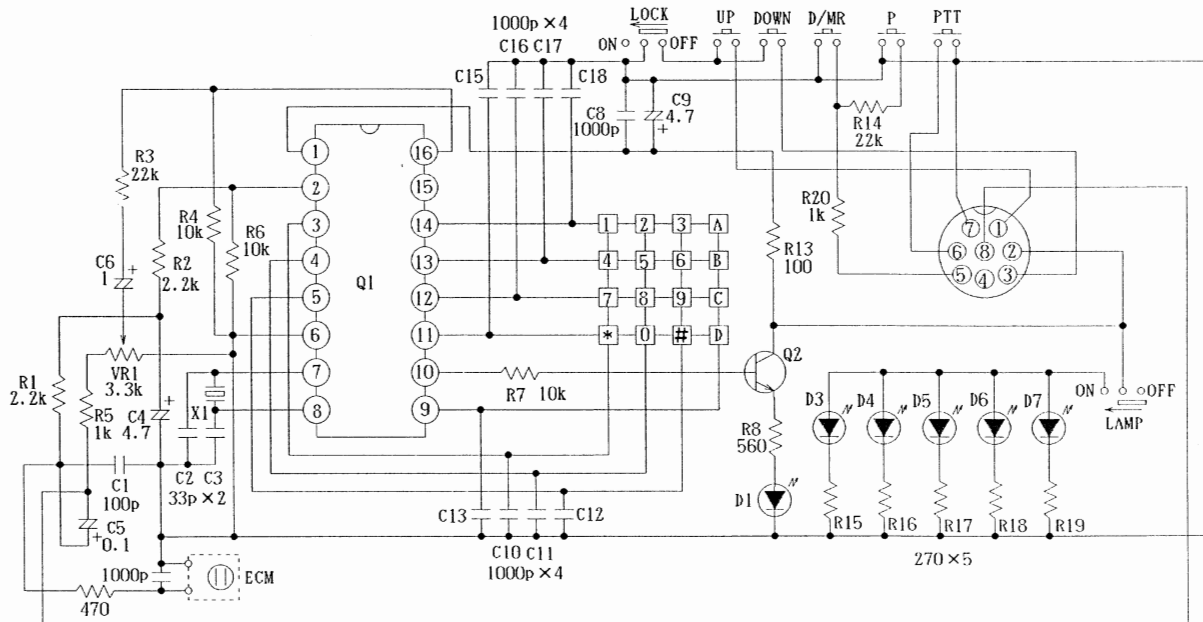 1000p ×4
C16 C17
LOCK
UP
DOWN
D/MR
P
PTT
ON
OFF
C15
C18
C8
1000p
C9
4.7
+
R14
22k
R3
22k
1
2
3
4
5
6
7
8
16
15
14
13
12
11
10
9
Q1
R4
10k
R6
10k
R2
2.2k
C6
1
+
1 2 3 A
4 5 6 B
7 8 9 C
* 0 # D
R13
100
R20
1k
7 1
6 8 2
5 4 3
R1
2.2k
VR1
3.3k
R5
1k
C4
4.7
+
X1
R7 10k
Q2
R8
560
D1
D3
D4
D5
D6
D7
ON
OFF
LAMP
C1
100p
C2 C3
33p ×2
C5
0.1
+
C13
C12
C10 C11
1000p ×4
R15
R16
R17
R18
R19
270 ×5
1000p
ECM
470